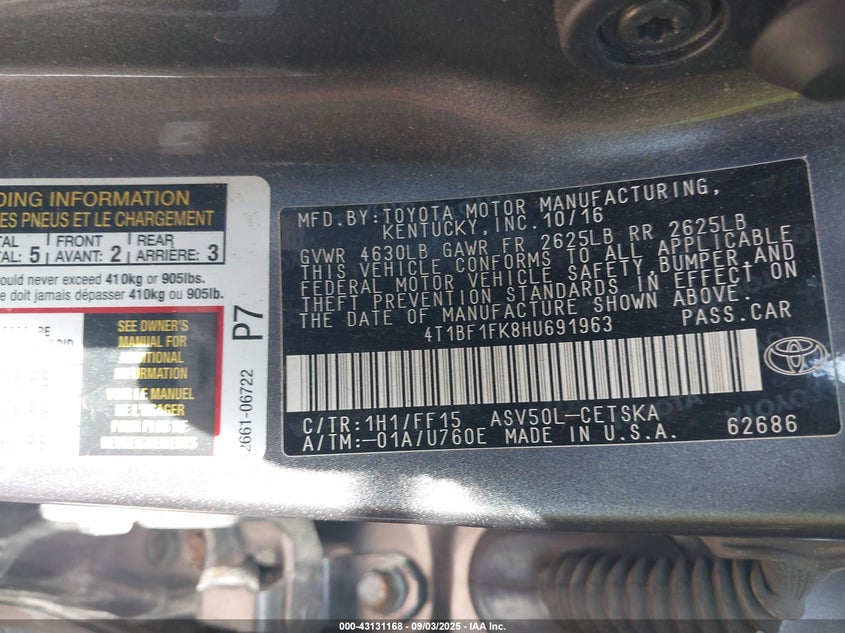 DING INFORMATION
ES PNEUS ET LE CHARGEMENT
TAL 5 FRONT 2 REAR 3
AL: AVANT: ARRIÈRE:
ould never exceed 410kg or 905lbs.
e doit jamais dépasser 410kg ou 905lb.
SEE OWNER'S
MANUAL FOR
ADDITIONAL
INFORMATION
VOIR LE MANUEL
DE L'USAGER
POUR PLUS DE
RENSEIGNEMENTS
P7
2661-06722
MFD.BY:TOYOTA MOTOR MANUFACTURING,
KENTUCKY, INC. 10/16
GVWR 4630LB GAWR FR 2625LB RR 2625LB
THIS VEHICLE CONFORMS TO ALL APPLICABLE
FEDERAL MOTOR VEHICLE SAFETY,BUMPER,AND
THEFT PREVENTION STANDARDS IN EFFECT ON
THE DATE OF MANUFACTURE SHOWN ABOVE.
4T1BF1FK8HU691963 PASS.CAR
C/TR:1H1/FF15 ASV50L-CETSKA
A/TM:-01A/U760E MADE IN U.S.A. 62686
TOYOTA
000-43131168 - 09/03/2025 - IAA Inc.